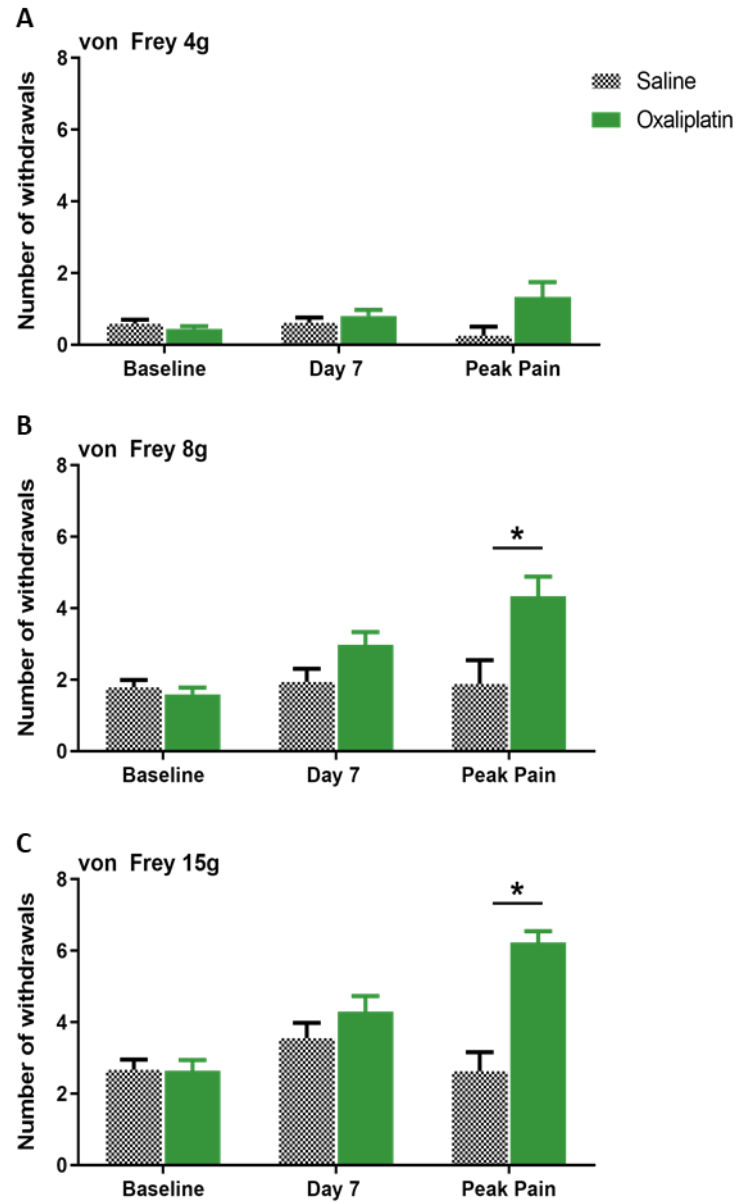 A
von Frey 4g
Saline
Oxaliplatin
Number of withdrawals
8
6
4
2
0
Baseline Day 7 Peak Pain
B
von Frey 8g
Number of withdrawals
8
6
4
2
0
*
Baseline Day 7 Peak Pain
C
von Frey 15g
Number of withdrawals
8
6
4
2
0
*
Baseline Day 7 Peak Pain